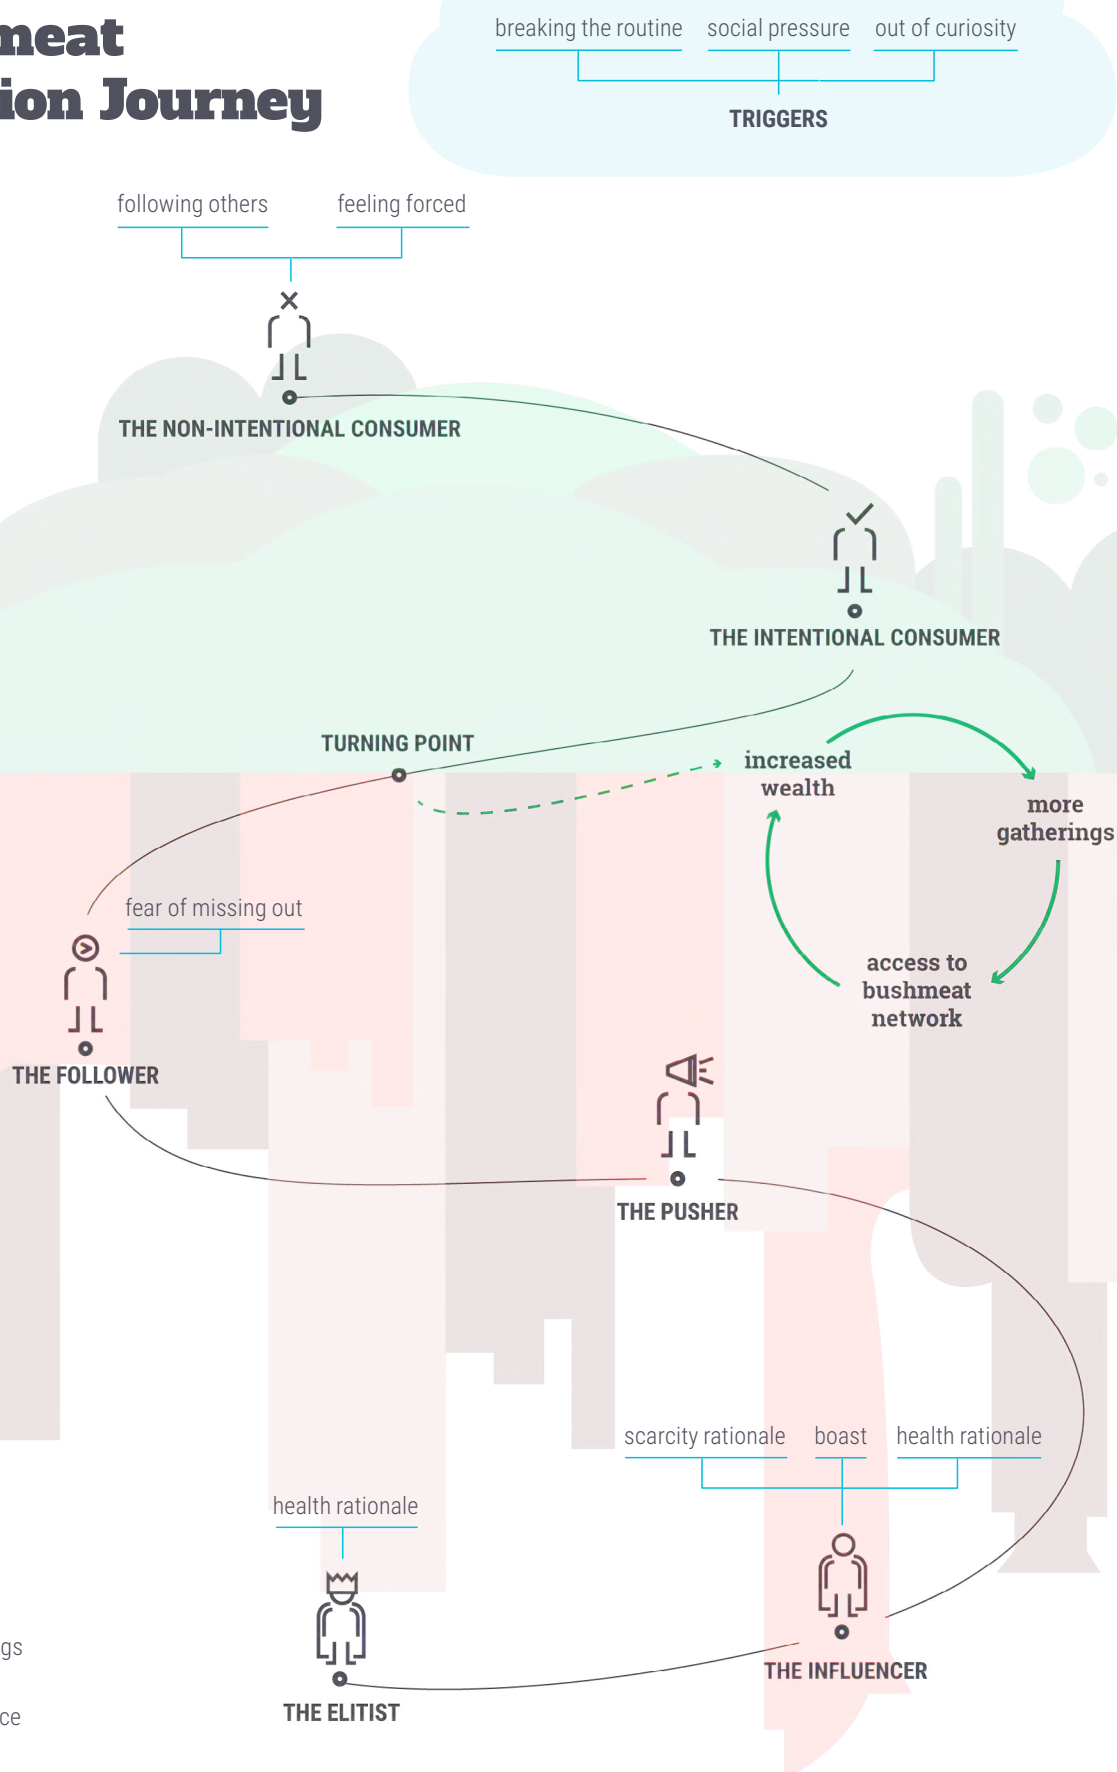 meat
ion Journey
breaking the routine
social pressure
out of curiosity
TRIGGERS
following others
feeling forced
THE NON-INTENTIONAL CONSUMER
THE INTENTIONAL CONSUMER
TURNING POINT
increased
wealth
more
gatherings
access to
bushmeat
network
fear of missing out
THE FOLLOWER
THE PUSHER
scarcity rationale
boast
health rationale
THE INFLUENCER
health rationale
THE ELITIST
gs
ce